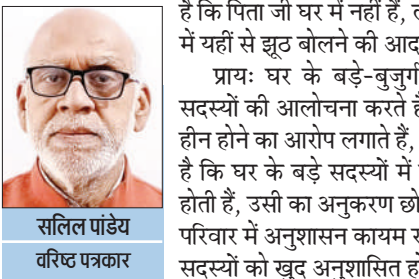 है कि पिता जी घर में नहीं हैं, त
में यहीं से झूठ बोलने की आद
प्रायः घर के बड़े-बुजुर्ग
सदस्यों की आलोचना करते हैं
हीन होने का आरोप लगाते हैं,
है कि घर के बड़े सदस्यों में
होती हैं, उसी का अनुकरण छो
परिवार में अनुशासन कायम र
सदस्यों को खुद अनुशासित ह
सलिल पांडेय
वरिष्ठ पत्रकार